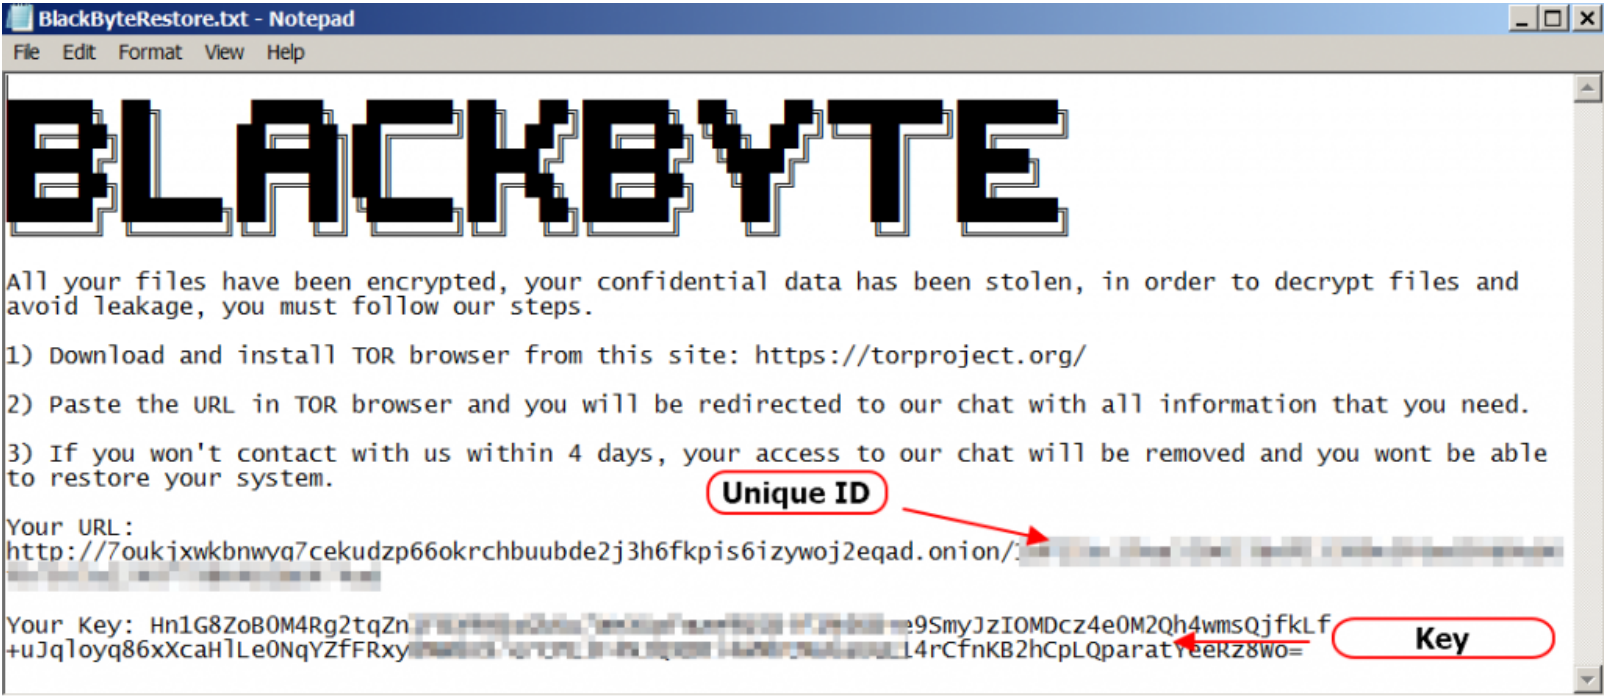 BlackByteRestore.txt - Notepad
File Edit Format View Help
BLACKBYTE
All your files have been encrypted, your confidential data has been stolen, in order to decrypt files and
avoid leakage, you must follow our steps.
1) Download and install TOR browser from this site: https://torproject.org/
2) Paste the URL in TOR browser and you will be redirected to our chat with all information that you need.
3) If you won't contact with us within 4 days, your access to our chat will be removed and you wont be able
to restore your system.
Unique ID
Your URL:
http://7oukjxwkbnwyg7cekudzp66okrchbuubde2j3h6fkpis6izywoj2eqad.onion/
Your Key: Hn1G8ZoB0M4Rg2tqZn e9SmyJzIOMDcz4e0M2Qh4wmsQjfkLf
+uJqloyq86xXcaHlLe0NqYZfFRxy 14rCfnKB2hCpLQparatYeeRz8Wo=
Key